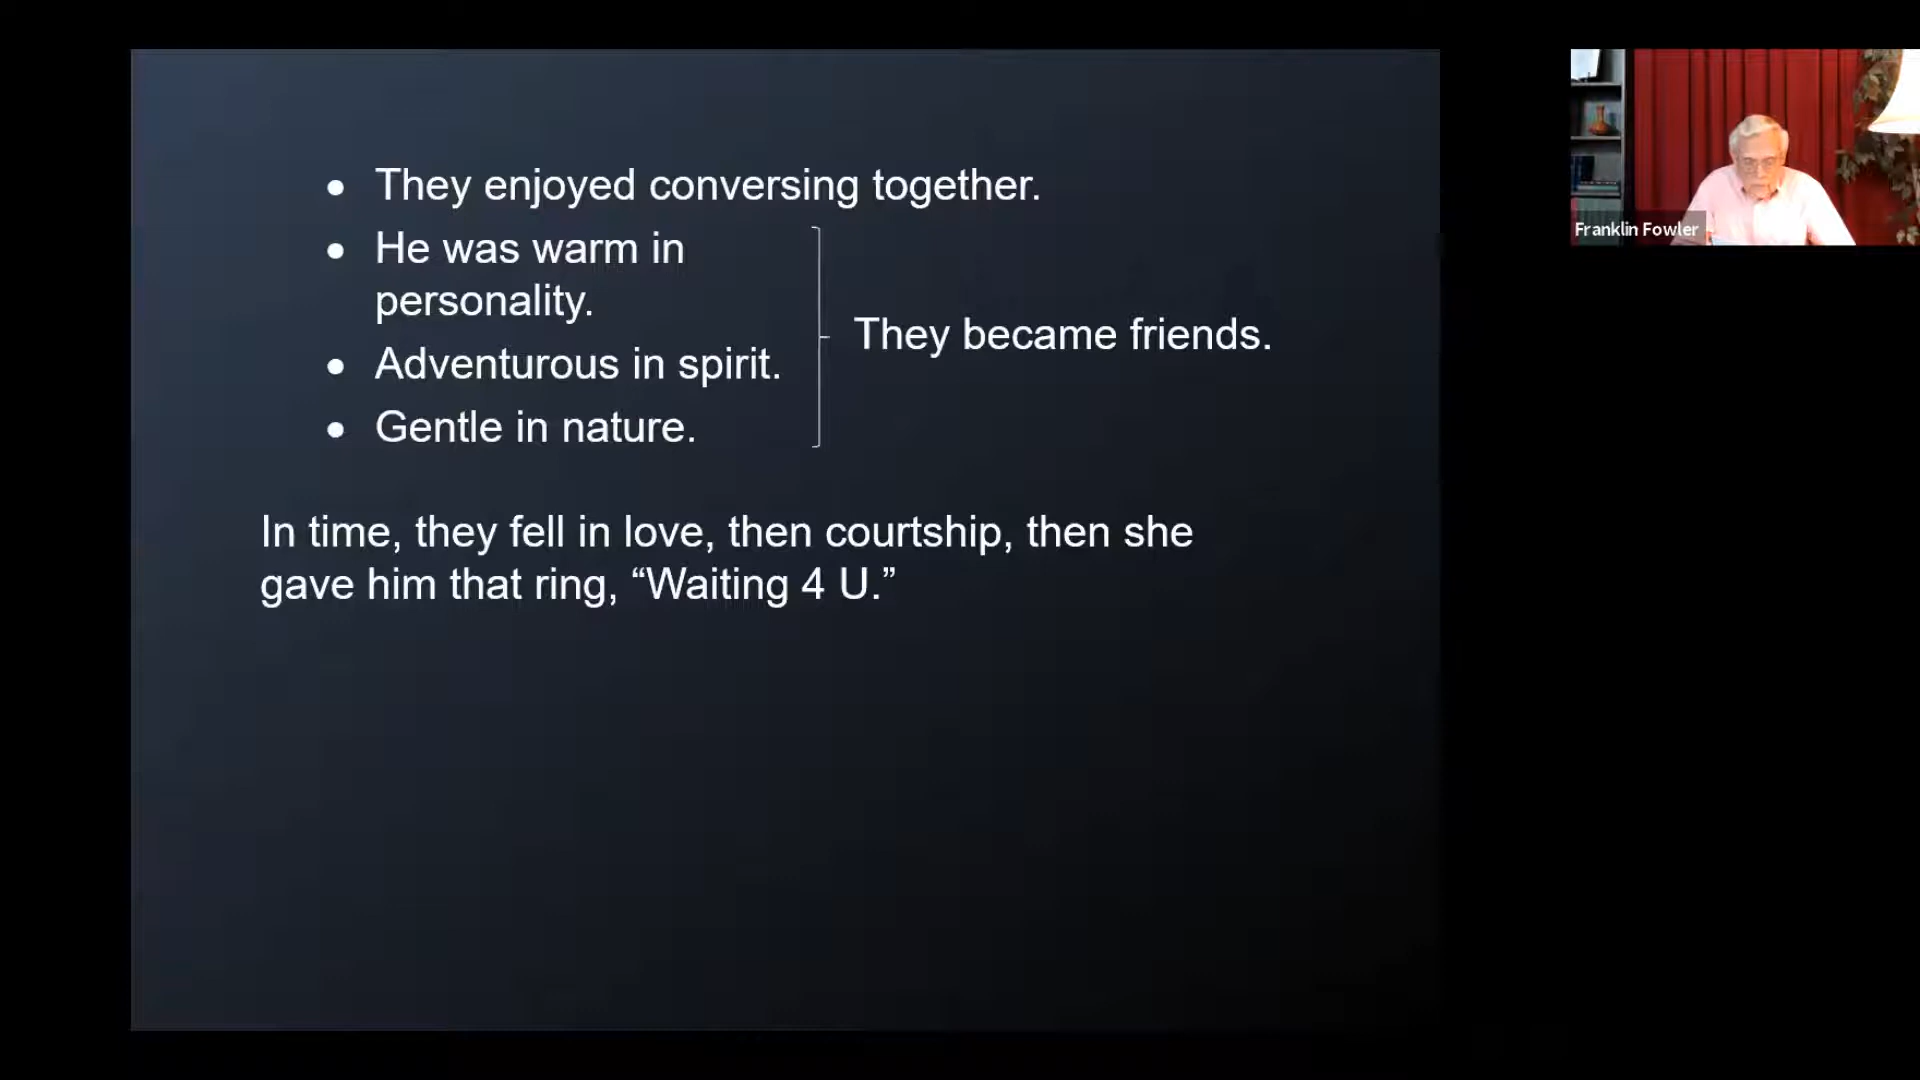 • They enjoyed conversing together.
• He was warm in
personality.
• Adventurous in spirit.
• Gentle in nature.
They became friends.
In time, they fell in love, then courtship, then she
gave him that ring, “Waiting 4 U.”
Franklin Fowler